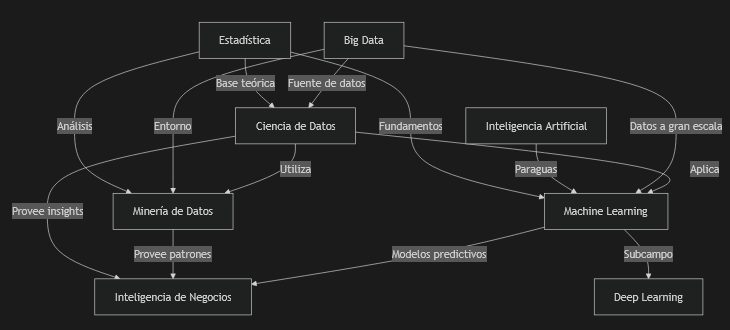 Estadística
Big Data
Base teórica
Fuente de datos
Análisis
Entorno
Ciencia de Datos
Fundamentos
Inteligencia Artificial
Datos a gran escala
Utiliza
Paraguas
Aplica
Provee insights
Minería de Datos
Machine Learning
Provee patrones
Modelos predictivos
Subcampo
Inteligencia de Negocios
Deep Learning